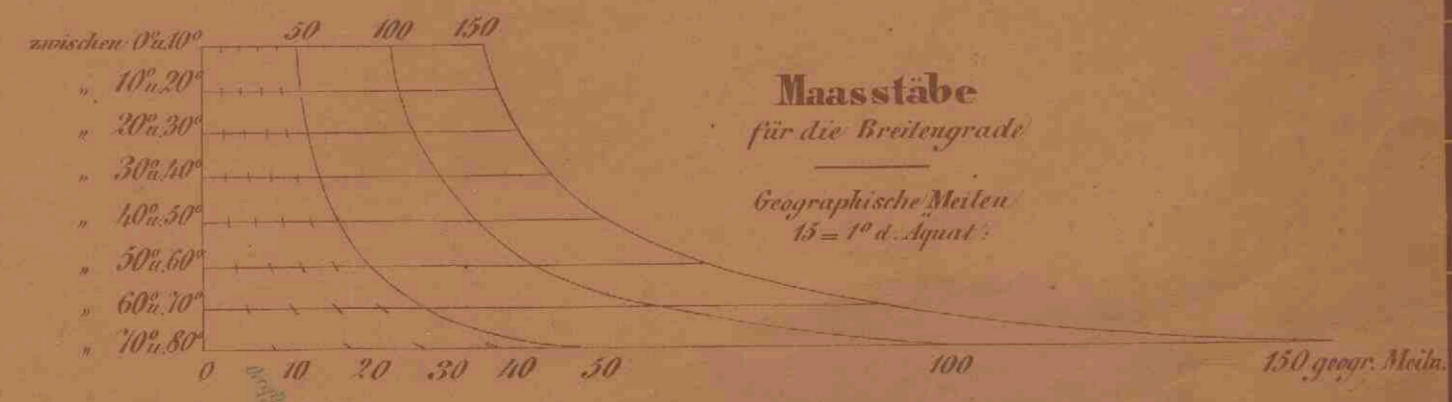 50 100 150
zwischen 0° u. 10°
„ 10° u. 20°
„ 20° u. 30°
„ 30° u. 40°
„ 40° u. 50°
„ 50° u. 60°
„ 60° u. 70°
„ 70° u. 80°
0 10 20 30 40 50 100 150 geogr. Meiln.
Maasstäbe
für die Breitengrade
Geographische Meilen
15 = 1° d. Äquat: